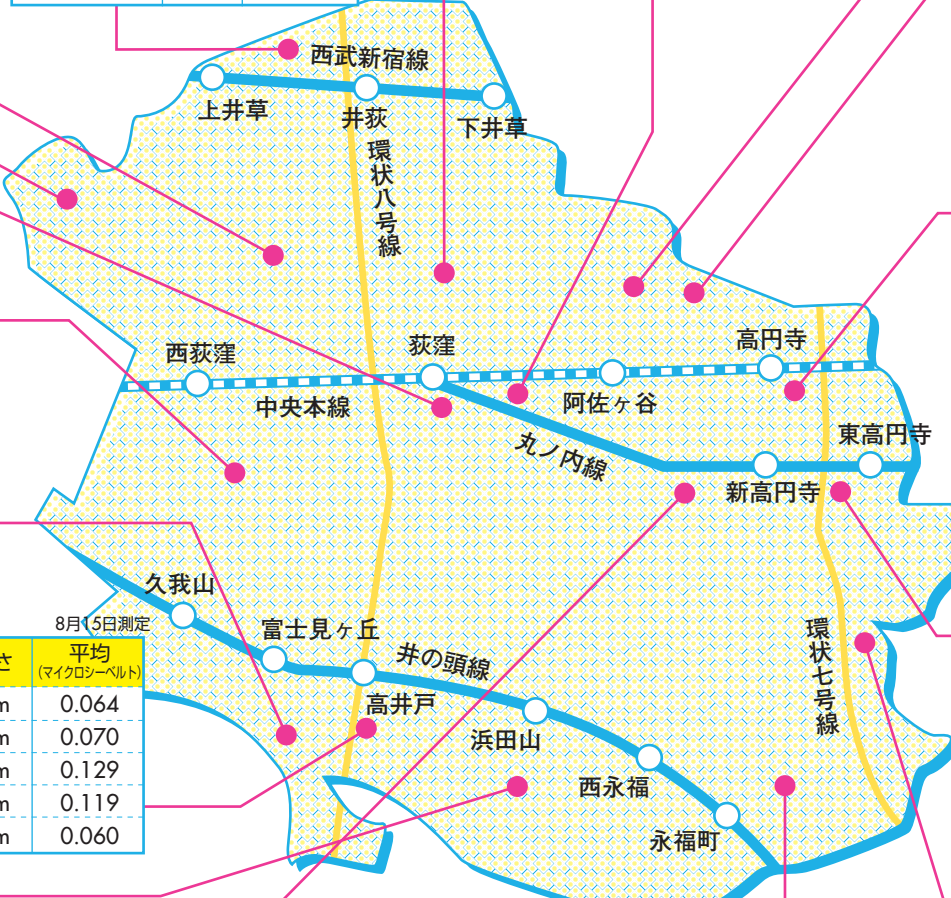 西武新宿線
上井草
井荻
下井草
環状八号線
高円寺
荻窪
西荻窪
中央本線
阿佐ヶ谷
東高円寺
丸ノ内線
新高円寺
久我山
8月15日測定
富士見ヶ丘
さ 平均
(マイクロシーベルト)
井の頭線
環状七号線
m 0.064
高井戸
m 0.070
浜田山
m 0.129
西永福
m 0.119
m 0.060
永福町